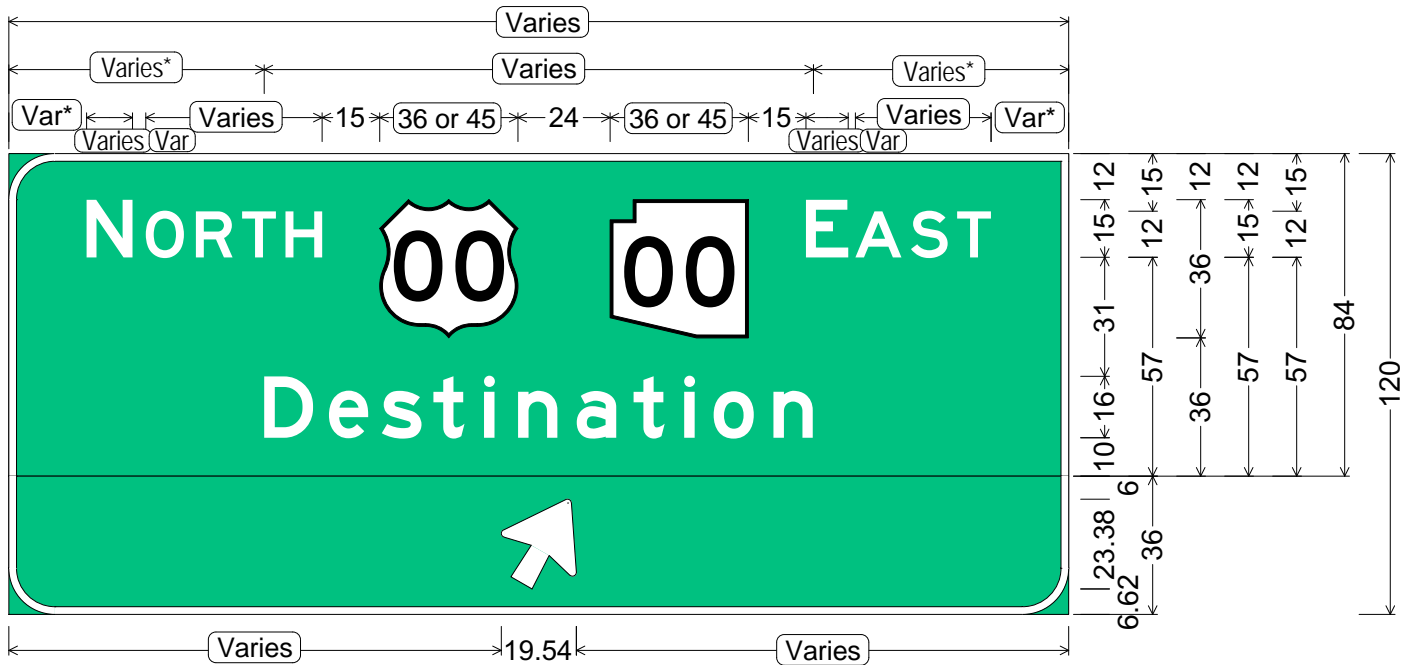 Varies
Varies* Varies Varies*
Var* Varies 15 36 or 45 24 36 or 45 15 Varies Var*
Varies Var Varies Var
NORTH 00 00 EAST
Destination
12 15 31 16 10 6 23.38 6.62
15 12 57 36
12 36 36
12 15 57
15 12 57
84
120
Varies 19.54 Varies